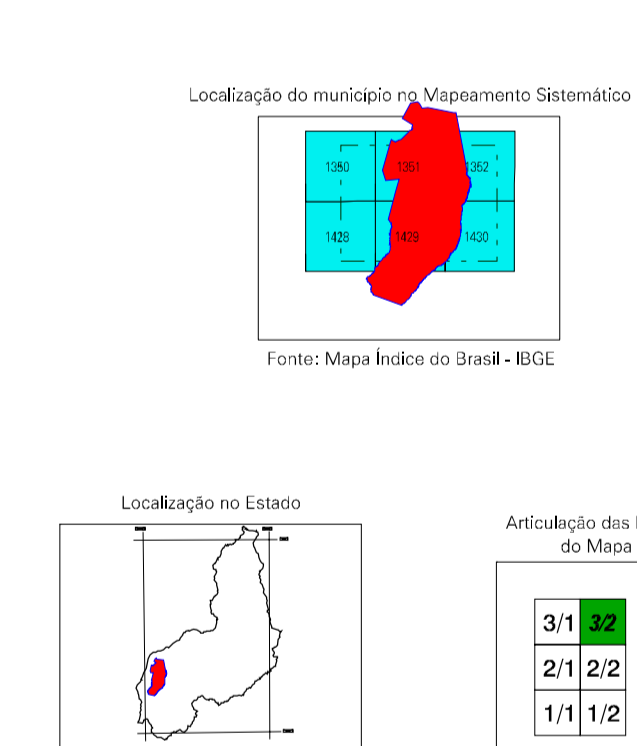 Localização do município no Mapeamento Sistemático
1350 1351 1352
1428 1429 1430
Fonte: Mapa Índice do Brasil - IBGE
Localização no Estado
Articulação das
do Mapa
3/1 3/2
2/1 2/2
1/1 1/2